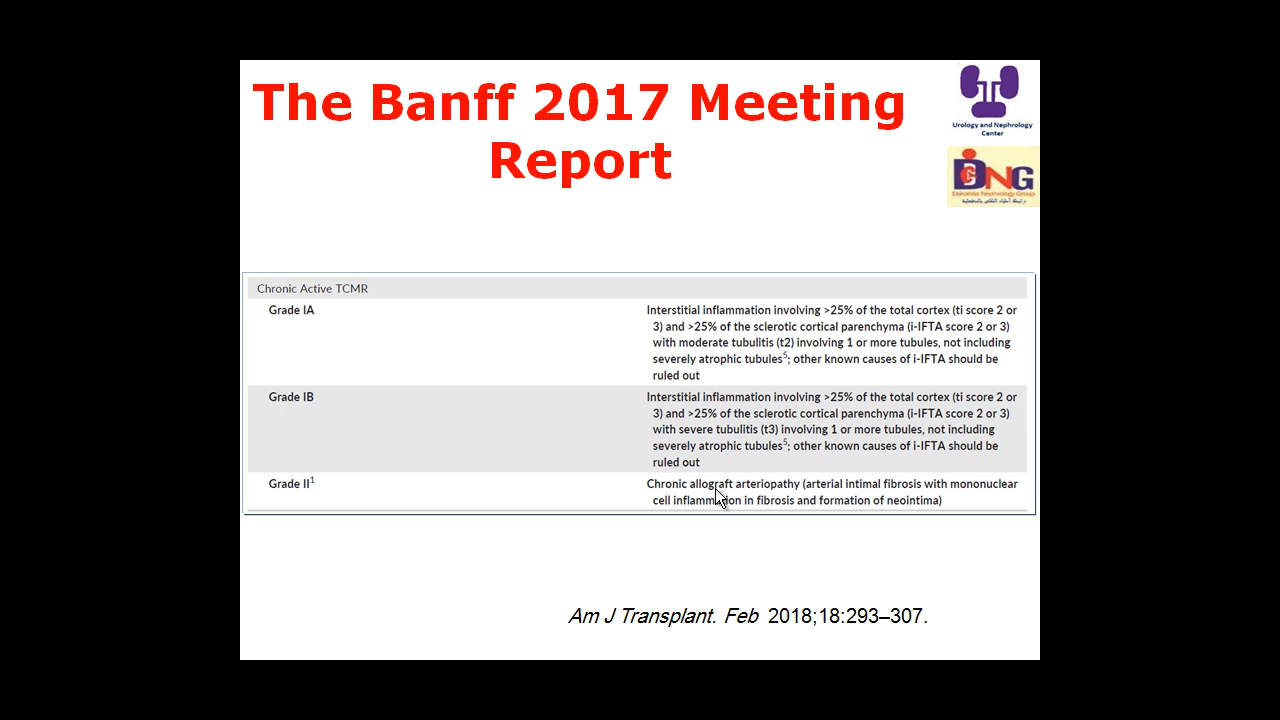 The Banff 2017 Meeting
Report
Urology and Nephrology
Center
DNG
Dakahlia Nephrology Group
Chronic Active TCMR
Grade IA
Interstitial inflammation involving >25% of the total cortex (ti score 2 or
3) and >25% of the sclerotic cortical parenchyma (i-IFTA score 2 or 3)
with moderate tubulitis (t2) involving 1 or more tubules, not including
severely atrophic tubules5; other known causes of i-IFTA should be
ruled out
Grade IB
Interstitial inflammation involving >25% of the total cortex (ti score 2 or
3) and >25% of the sclerotic cortical parenchyma (i-IFTA score 2 or 3)
with severe tubulitis (t3) involving 1 or more tubules, not including
severely atrophic tubules5; other known causes of i-IFTA should be
ruled out
Grade II1
Chronic allograft arteriopathy (arterial intimal fibrosis with mononuclear
cell inflammation in fibrosis and formation of neointima)
Am J Transplant. Feb 2018;18:293–307.